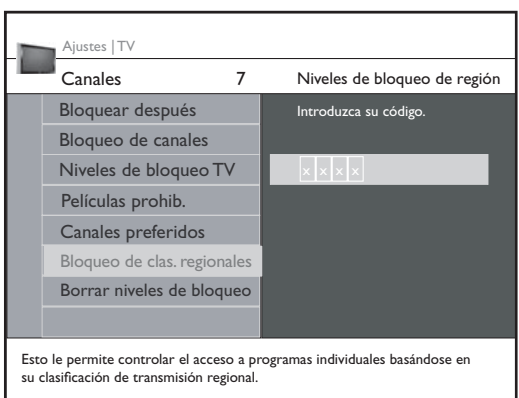 Ajustes | TV
Canales 7 Niveles de bloqueo de región
Bloquear después
Introduzca su código.
Bloqueo de canales
Niveles de bloqueo TV
x x x x
Películas prohib.
Canales preferidos
Bloqueo de clas. regionales
Borrar niveles de bloqueo
Esto le permite controlar el acceso a programas individuales basándose en
su clasificación de transmisión regional.